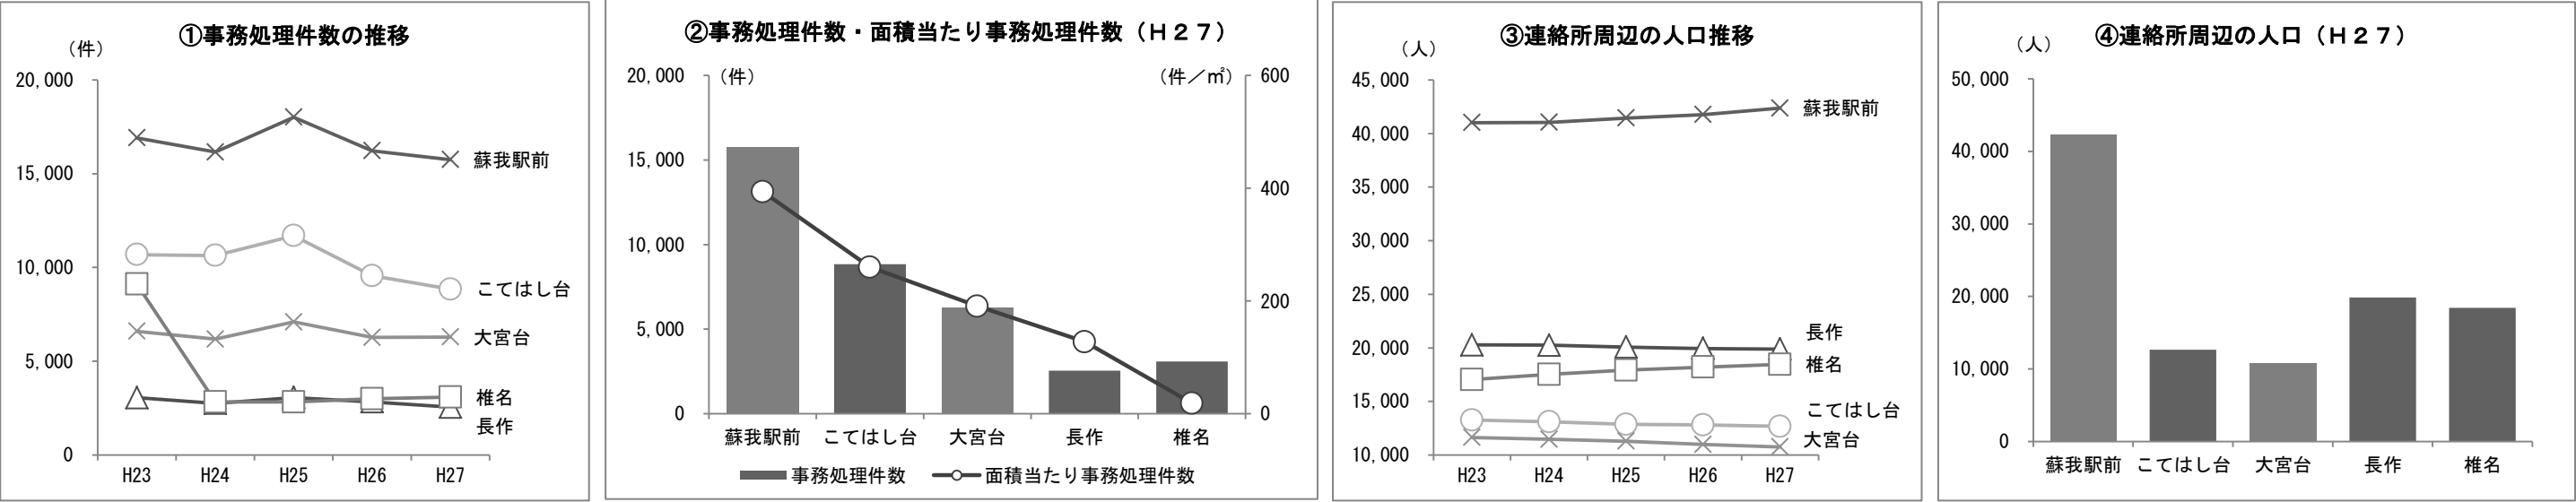 ①事務処理件数の推移
（件）
20,000
15,000
10,000
5,000
0
H23 H24 H25 H26 H27
蘇我駅前
こてはし台
大宮台
椎名
長作
②事務処理件数・面積当たり事務処理件数（Ｈ２７）
（件）
（件／㎡）
20,000
15,000
10,000
5,000
0
600
400
200
0
蘇我駅前 こてはし台 大宮台 長作 椎名
事務処理件数 面積当たり事務処理件数
③連絡所周辺の人口推移
（人）
45,000
40,000
35,000
30,000
25,000
20,000
15,000
10,000
H23 H24 H25 H26 H27
蘇我駅前
長作
椎名
こてはし台
大宮台
④連絡所周辺の人口（Ｈ２７）
（人）
50,000
40,000
30,000
20,000
10,000
0
蘇我駅前 こてはし台 大宮台 長作 椎名